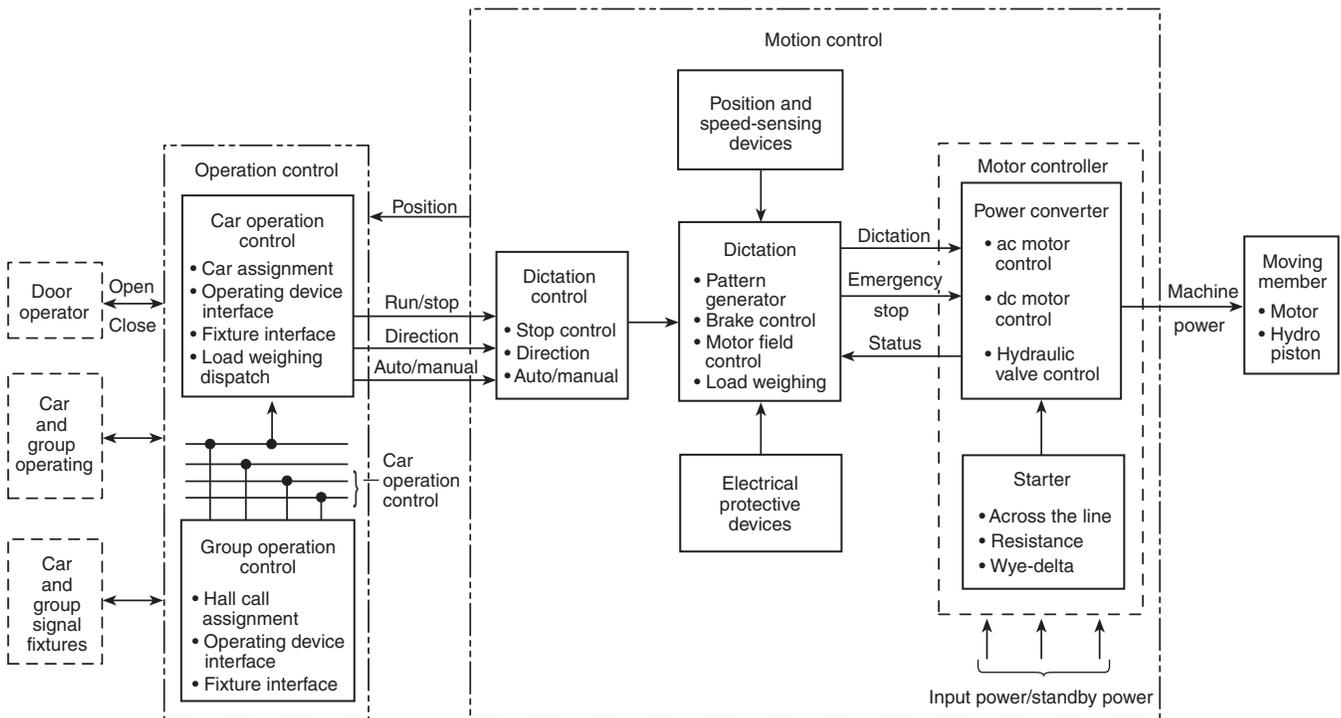 Motion control
Position and
speed-sensing
devices
Operation control
Car operation
control
• Car assignment
• Operating device
interface
• Fixture interface
• Load weighing
dispatch
Door
operator
Open
Close
Car
and
group
operating
Car
and
group
signal
fixtures
Car
operation
control
Group operation
control
• Hall call
assignment
• Operating device
interface
• Fixture interface
Position
Run/stop
Direction
Auto/manual
Dictation
control
• Stop control
• Direction
• Auto/manual
Dictation
• Pattern
generator
• Brake control
• Motor field
control
• Load weighing
Electrical
protective
devices
Dictation
Emergency
stop
Status
Motor controller
Power converter
• ac motor
control
• dc motor
control
• Hydraulic
valve control
Starter
• Across the line
• Resistance
• Wye-delta
Input power/standby power
Machine
power
Moving
member
• Motor
• Hydro
piston